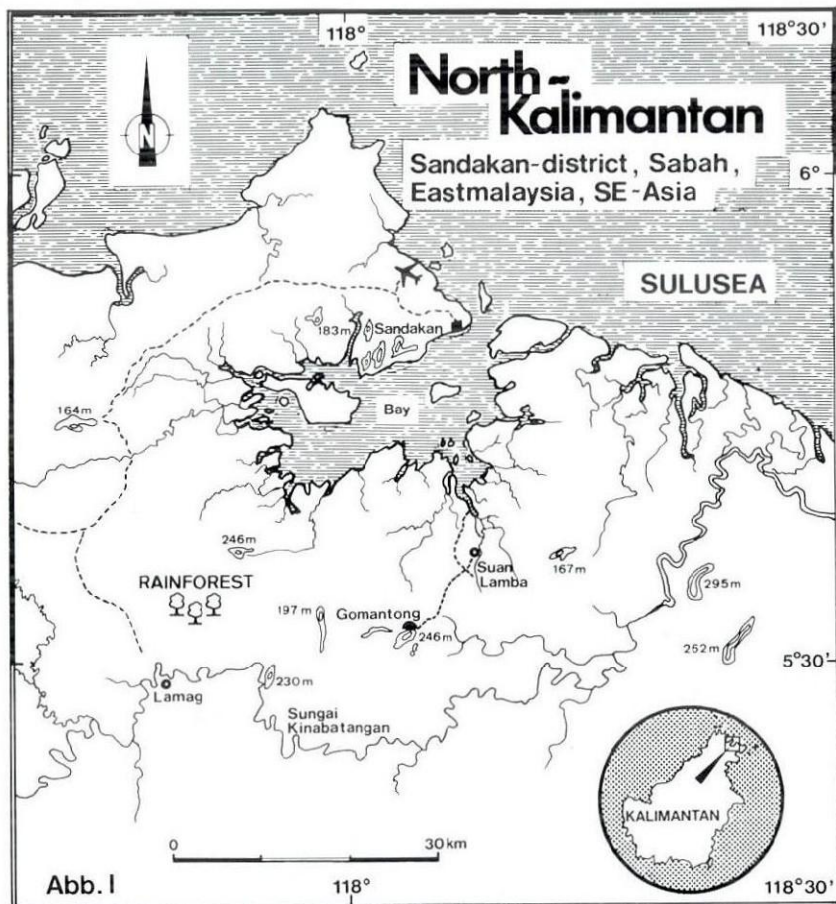 118°
118°30'
N
North-
Kalimantan
Sandakan-district, Sabah,
Eastmalaysia, SE-Asia
6°
SULUSEA
183m
Sandakan
Bay
164m
246m
Suan
Lamba
167m
RAINFOREST
295m
197m
Gomantong
246m
252m
5°30'
Lamag
230m
Sungai
Kinabatangan
KALIMANTAN
0
30km
Abb.I
118°
118°30'